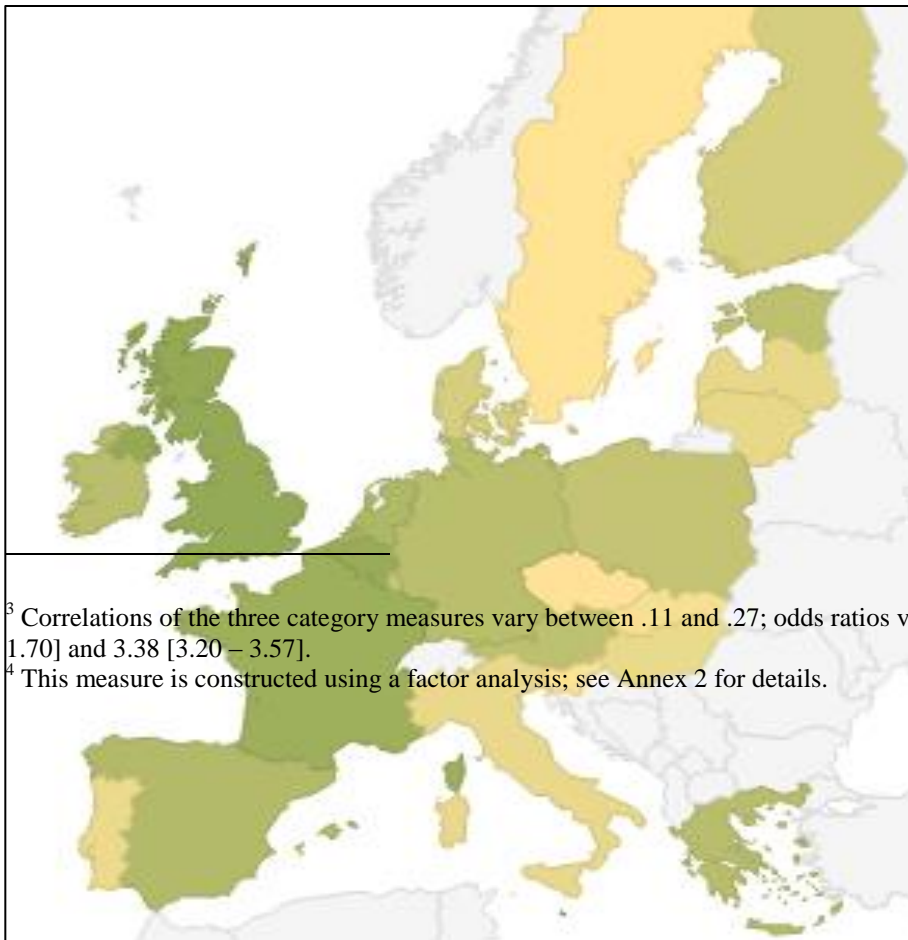 3 Correlations of the three category measures vary between .11 and .27; odds ratios v
1.70] and 3.38 [3.20 – 3.57].
4 This measure is constructed using a factor analysis; see Annex 2 for details.